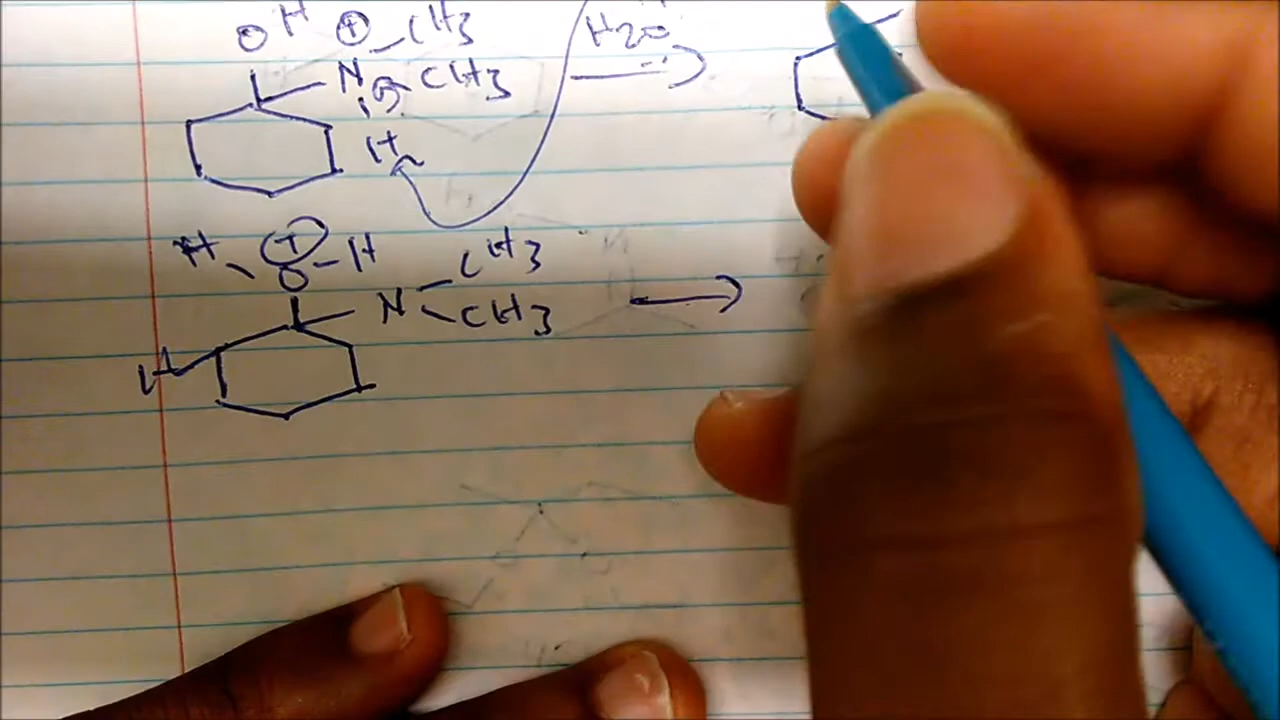 OH ⊕ CH3
N CH3 H2O
H
H ⊕ H CH3
O N CH3
H